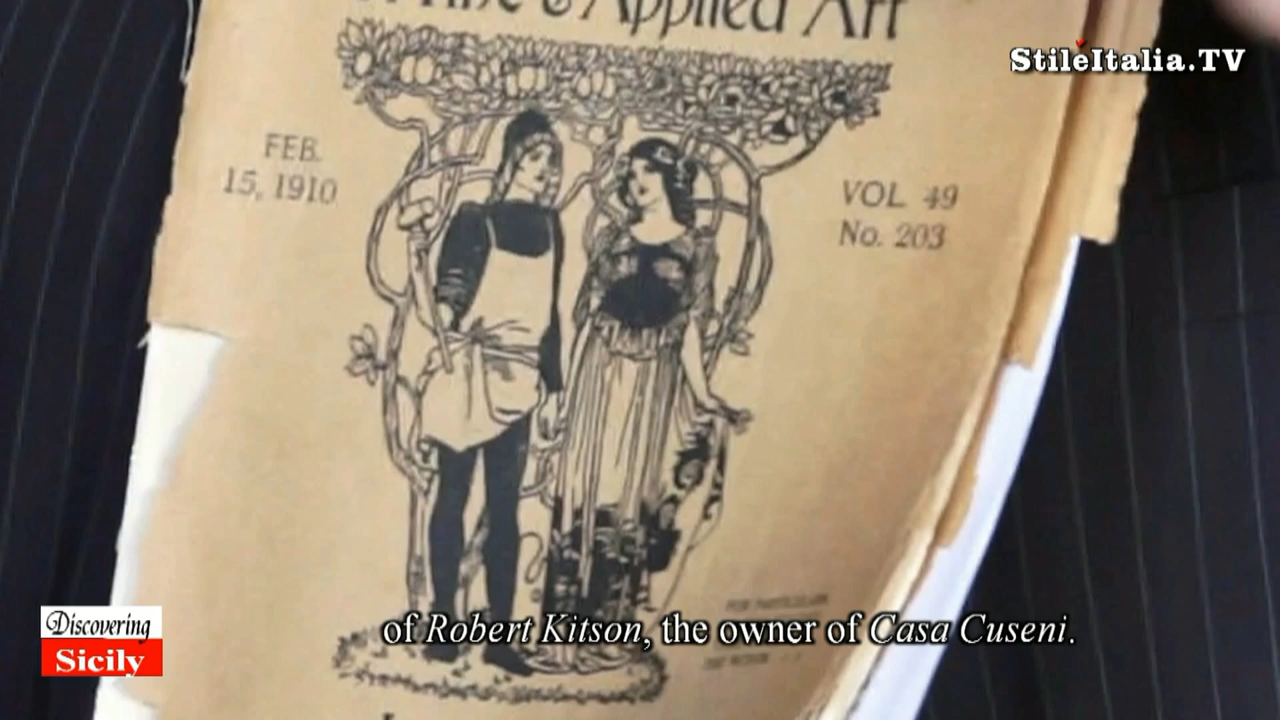 & Applied Art
StileItalia.TV
FEB.
15, 1910
VOL. 49
No. 203
of Robert Kitson, the owner of Casa Cuseni.
Discovering
Sicily